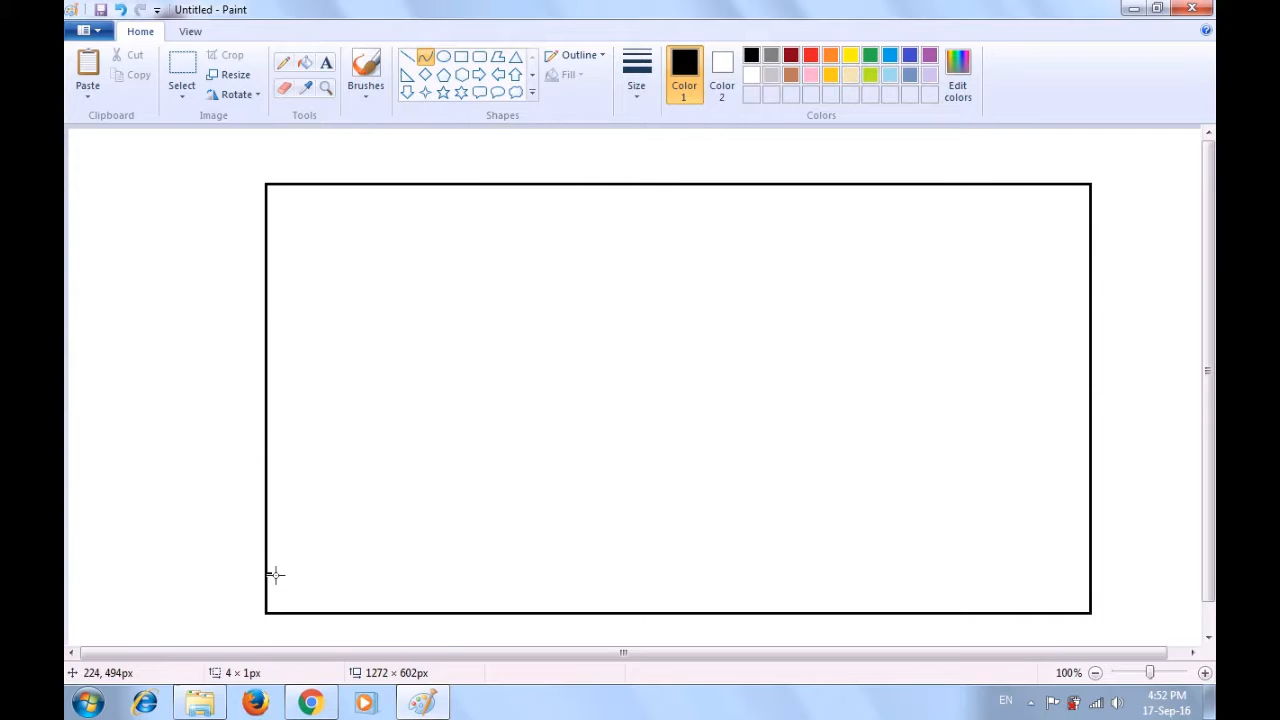 Untitled - Paint
Home
View
Paste
Cut
Copy
Clipboard
Select
Crop
Resize
Rotate
Image
A
Tools
Brushes
Shapes
Outline
Fill
Size
Color 1
Color 2
Edit colors
Colors
224, 494px
4 × 1px
1272 × 602px
100%
EN
4:52 PM
17-Sep-16